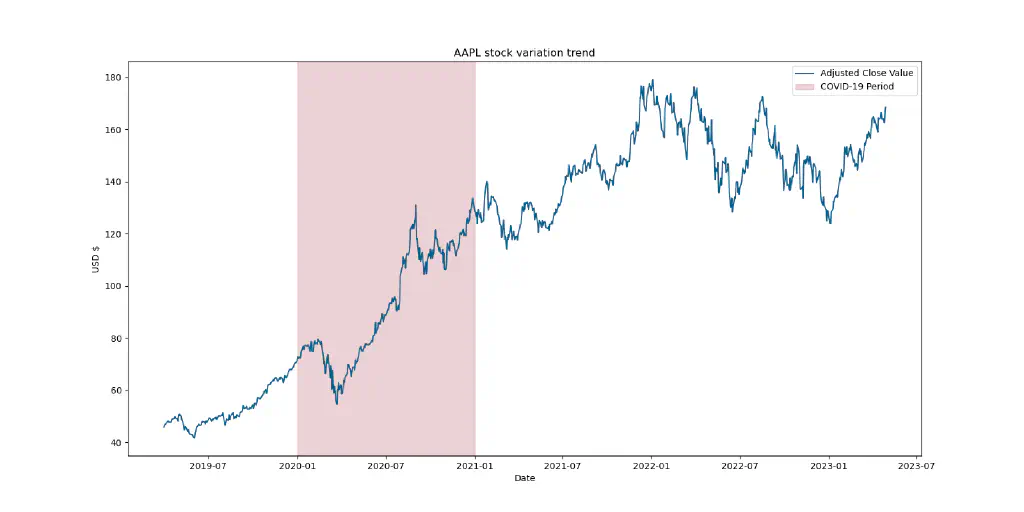 AAPL stock variation trend
Adjusted Close Value
COVID-19 Period
180
160
140
120
100
80
60
40
USD $
2019-07 2020-01 2020-07 2021-01 2021-07 2022-01 2022-07 2023-01 2023-07
Date